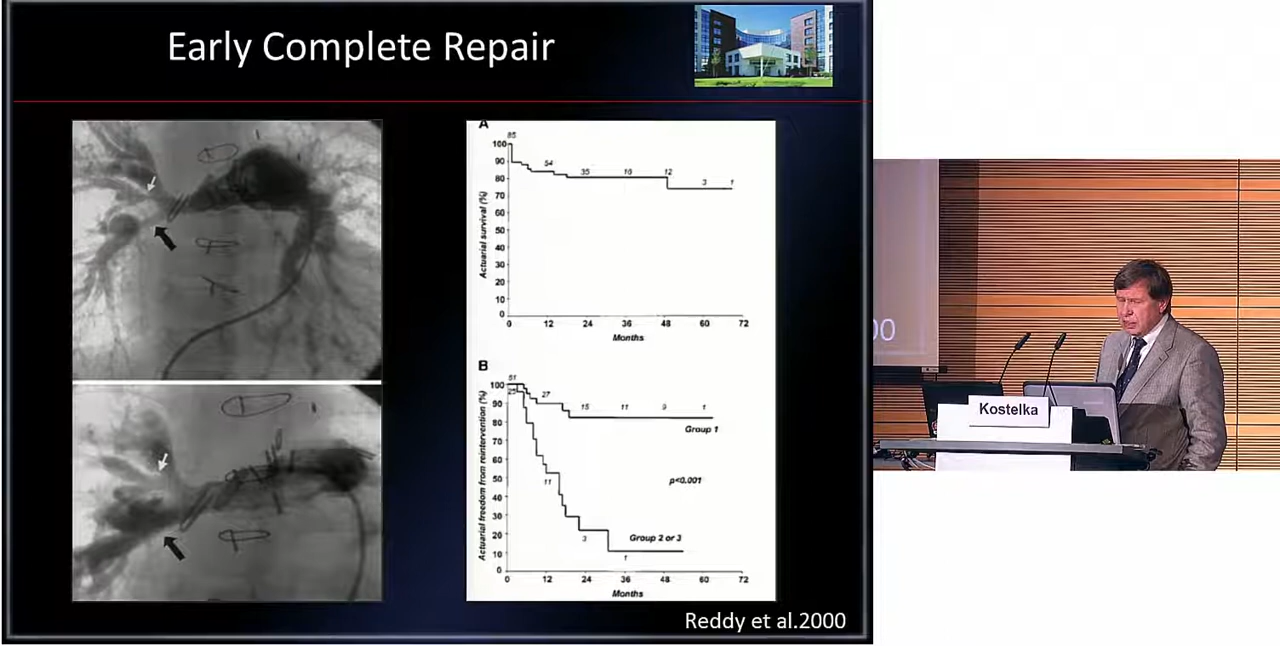 Early Complete Repair
A
Actuarial survival (%)
100
90
80
70
60
50
40
30
20
10
0
85
54
35
16
12
3
1
0 12 24 36 48 60 72
Months
B
Actuarial freedom from reintervention (%)
100
90
80
70
60
50
40
30
20
10
0
51
25
27
15
11
9
1
Group 1
p<0.001
11
3
1
Group 2 or 3
0 12 24 36 48 60 72
Months
Reddy et al.2000
00
Kostelka